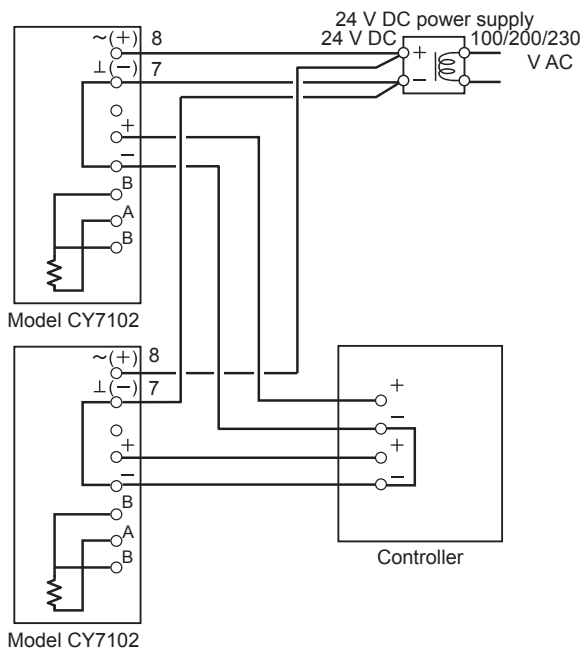 24 V DC power supply
24 V DC
+
−
100/200/230
V AC
~(+) 8
⊥(−) 7
+
−
B
A
B
Model CY7102
~(+) 8
⊥(−) 7
+
−
B
A
B
Model CY7102
+
−
+
−
Controller